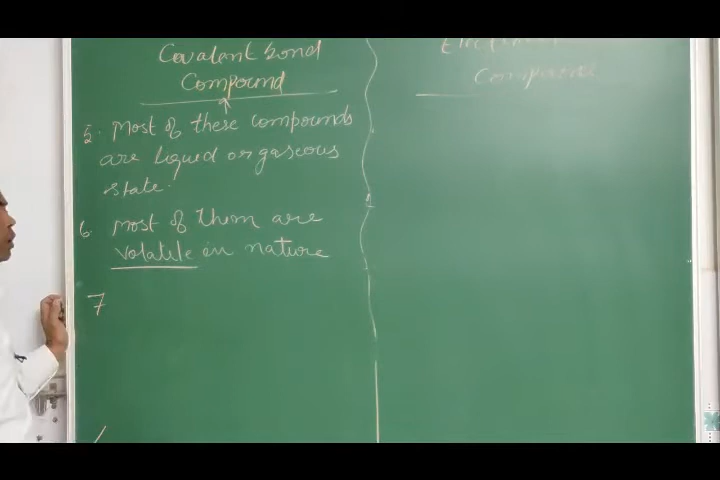 Covalent bond
Compound
5. Most of these compounds
are liquid or gaseous
state.
6. most of them are
volatile in nature
7